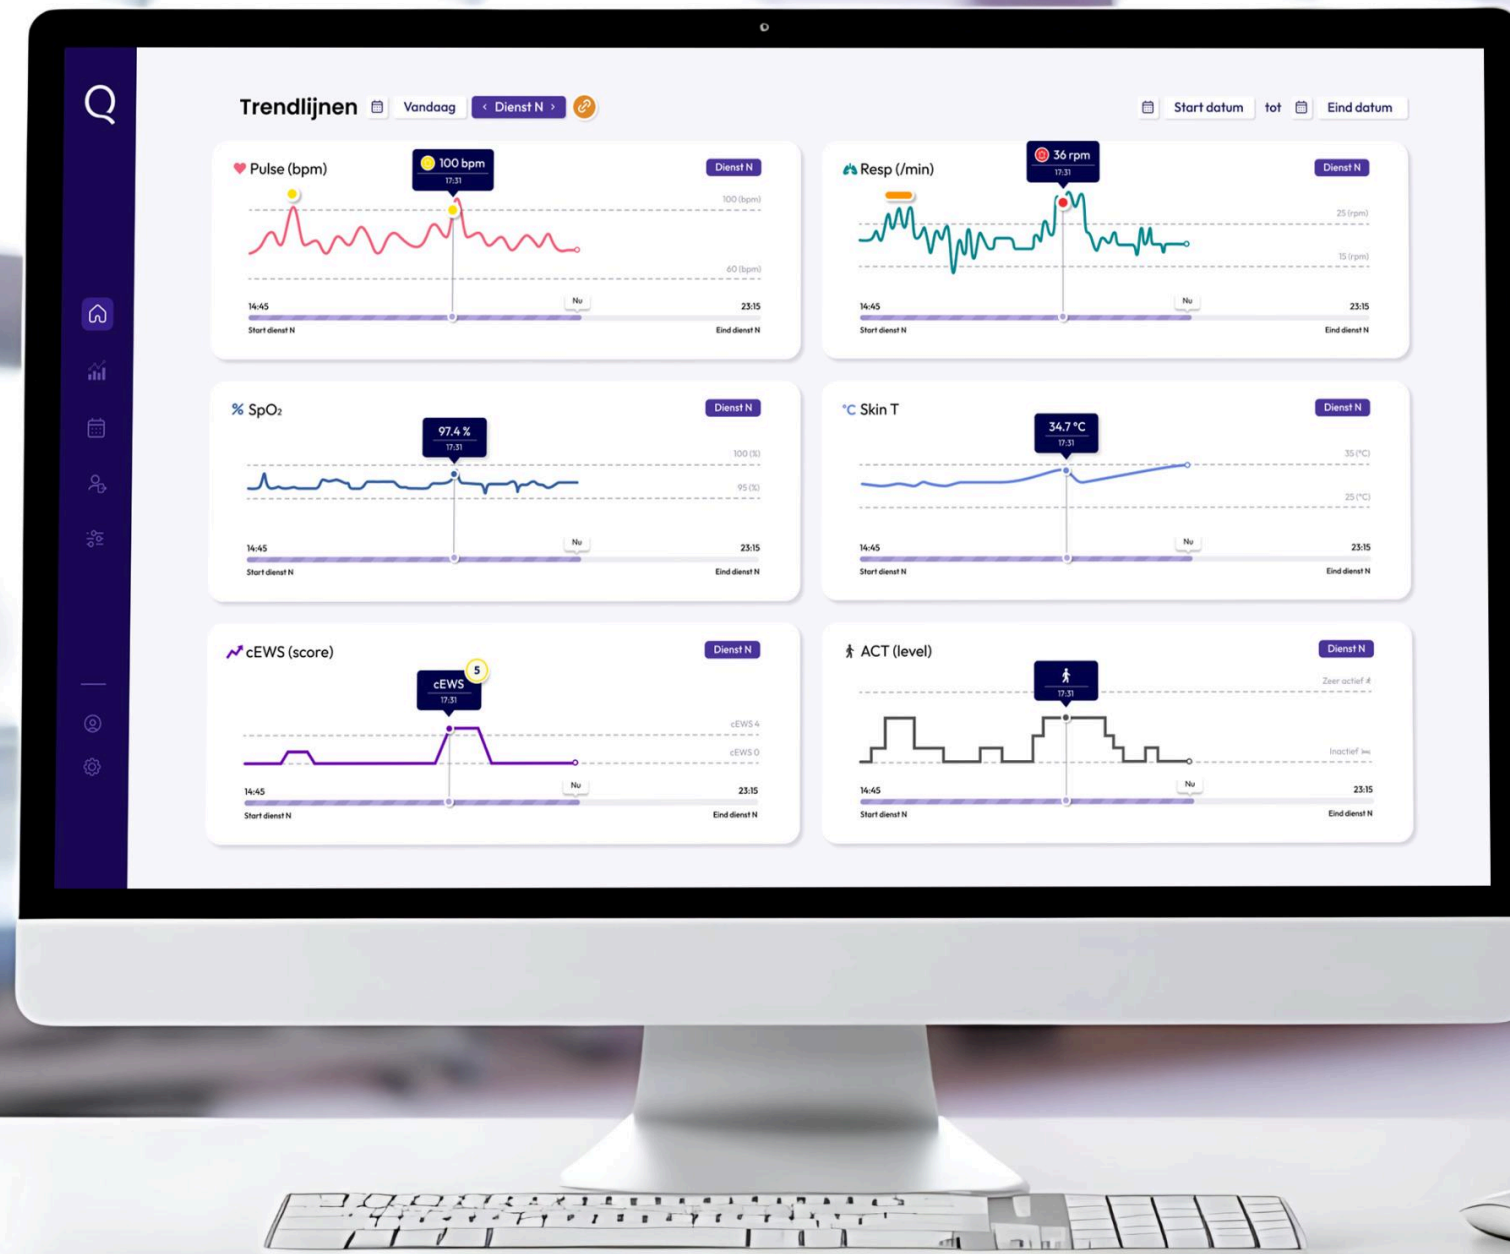 Q
Trendlijnen Vandaag < Dienst N > Start datum tot Eind datum
Pulse (bpm) 100 bpm Dienst N
17:31
100 (bpm)
60 (bpm)
14:45 Nu 23:15
Start dienst N Eind dienst N
Resp (/min) 36 rpm Dienst N
17:31
25 (rpm)
15 (rpm)
14:45 Nu 23:15
Start dienst N Eind dienst N
% SpO₂ Dienst N
97.4 %
17:31
100 (%)
95 (%)
14:45 Nu 23:15
Start dienst N Eind dienst N
°C Skin T Dienst N
34.7 °C
17:31
35 (°C)
25 (°C)
14:45 Nu 23:15
Start dienst N Eind dienst N
cEWS (score) Dienst N
5
cEWS
17:31
cEWS 4
cEWS 0
14:45 Nu 23:15
Start dienst N Eind dienst N
ACT (level) Dienst N
17:31
Zeer actief
Inactief
14:45 Nu 23:15
Start dienst N Eind dienst N